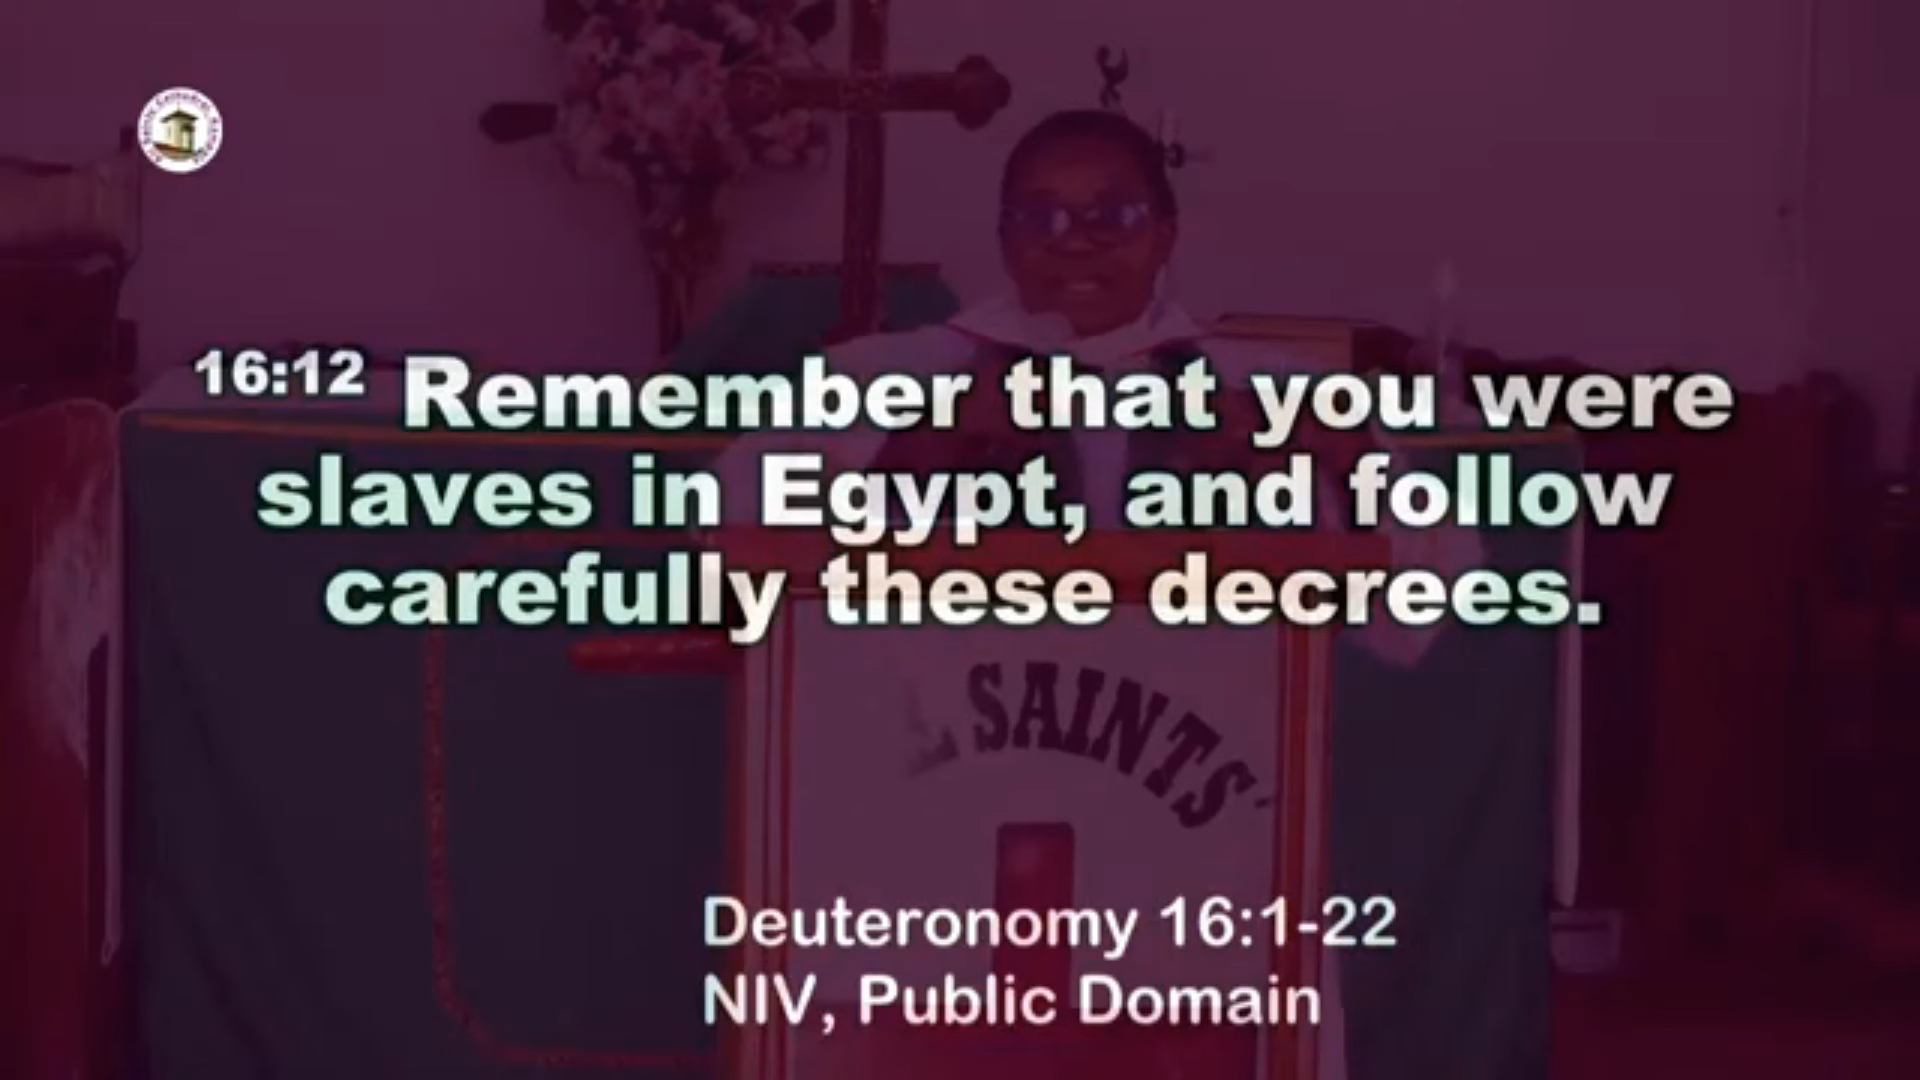 16:12 Remember that you were
slaves in Egypt, and follow
carefully these decrees.
SAINTS'
Deuteronomy 16:1-22
NIV, Public Domain